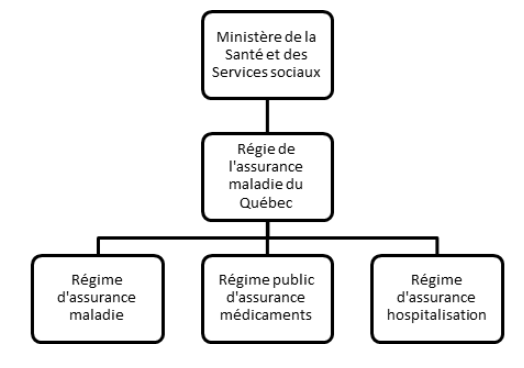 Ministère de la
Santé et des
Services sociaux
Régie de
l'assurance
maladie du
Québec
Régime
d'assurance
maladie
Régime public
d'assurance
médicaments
Régime
d'assurance
hospitalisation